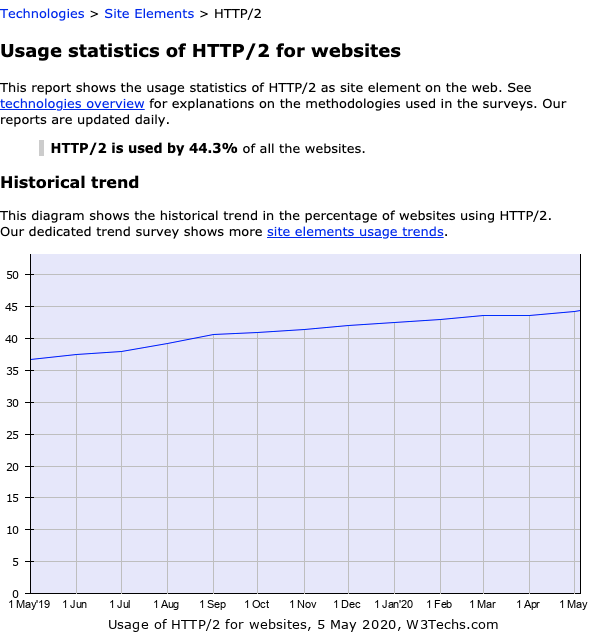 Technologies > Site Elements > HTTP/2
Usage statistics of HTTP/2 for websites
This report shows the usage statistics of HTTP/2 as site element on the web. See
technologies overview for explanations on the methodologies used in the surveys. Our
reports are updated daily.
HTTP/2 is used by 44.3% of all the websites.
Historical trend
This diagram shows the historical trend in the percentage of websites using HTTP/2.
Our dedicated trend survey shows more site elements usage trends.
50
45
40
35
30
25
20
15
10
5
0
1 May'19 1 Jun 1 Jul 1 Aug 1 Sep 1 Oct 1 Nov 1 Dec 1 Jan'20 1 Feb 1 Mar 1 Apr 1 May
Usage of HTTP/2 for websites, 5 May 2020, W3Techs.com